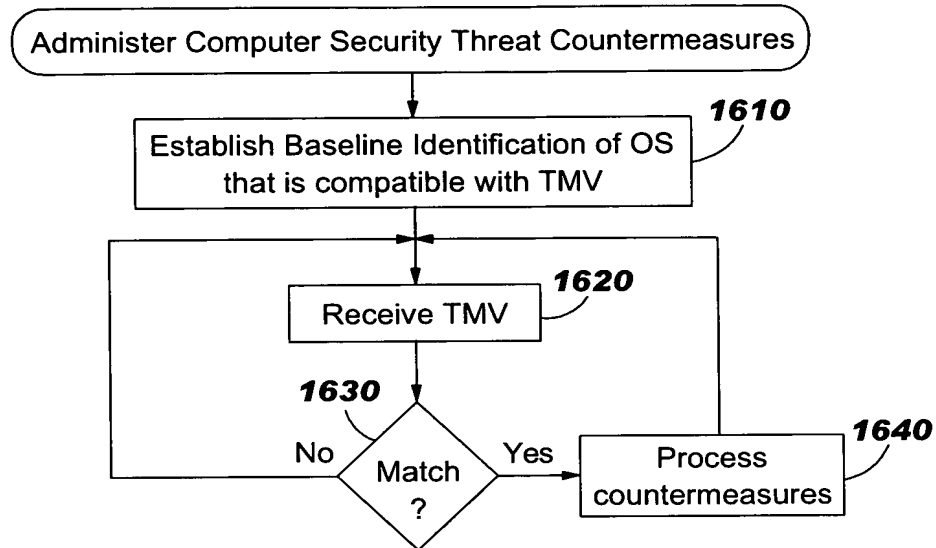 Administer Computer Security Threat Countermeasures
1610
Establish Baseline Identification of OS
that is compatible with TMV
1620
Receive TMV
1630
No
Match
?
Yes
1640
Process
countermeasures